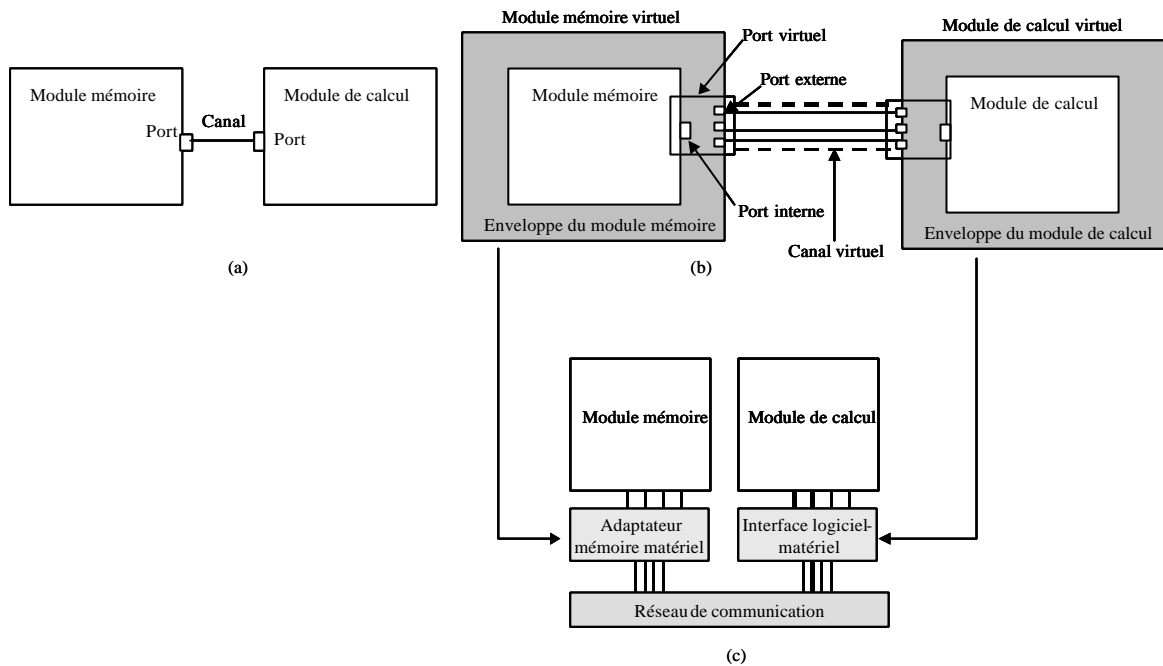 Module mémoire
Module de calcul
Canal
Port
Port
(a)
Module mémoire virtuel
Module de calcul virtuel
Port virtuel
Port externe
Module mémoire
Module de calcul
Port interne
Enveloppe du module mémoire
Enveloppe du module de calcul
Canal virtuel
(b)
Module mémoire
Module de calcul
Adaptateur
mémoire matériel
Interface logiciel-
matériel
Réseau de communication
(c)